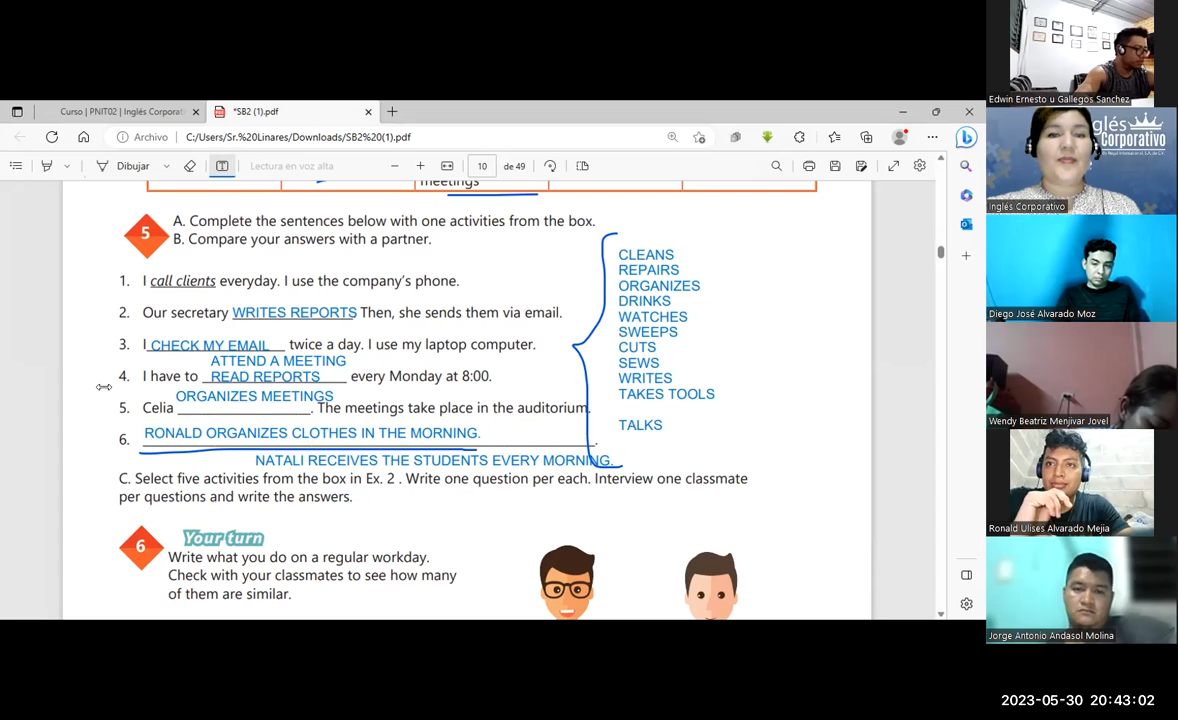 Curso | PNIT02 | Inglés Corporat
*SB2 (1).pdf
Archivo
C:/Users/Sr.%20Linares/Downloads/SB2%20(1).pdf
Dibujar
Lectura en voz alta
10
de 49
meetings
5
A. Complete the sentences below with one activities from the box.
B. Compare your answers with a partner.
1. I call clients everyday. I use the company's phone.
2. Our secretary WRITES REPORTS Then, she sends them via email.
3. I CHECK MY EMAIL twice a day. I use my laptop computer.
ATTEND A MEETING
4. I have to READ REPORTS every Monday at 8:00.
ORGANIZES MEETINGS
5. Celia ________________. The meetings take place in the auditorium.
6. RONALD ORGANIZES CLOTHES IN THE MORNING.
NATALI RECEIVES THE STUDENTS EVERY MORNING.
CLEANS
REPAIRS
ORGANIZES
DRINKS
WATCHES
SWEEPS
CUTS
SEWS
WRITES
TAKES TOOLS
TALKS
C. Select five activities from the box in Ex. 2 . Write one question per each. Interview one classmate
per questions and write the answers.
6
Your turn
Write what you do on a regular workday.
Check with your classmates to see how many
of them are similar.
Edwin Ernesto u Gallegos Sanchez
glés
Corporativo
Inglés Corporativo
Diego José Alvarado Moz
Wendy Beatriz Menjivar Jovel
Ronald Ulises Alvarado Mejia
Jorge Antonio Andasol Molina
2023-05-30 20:43:02